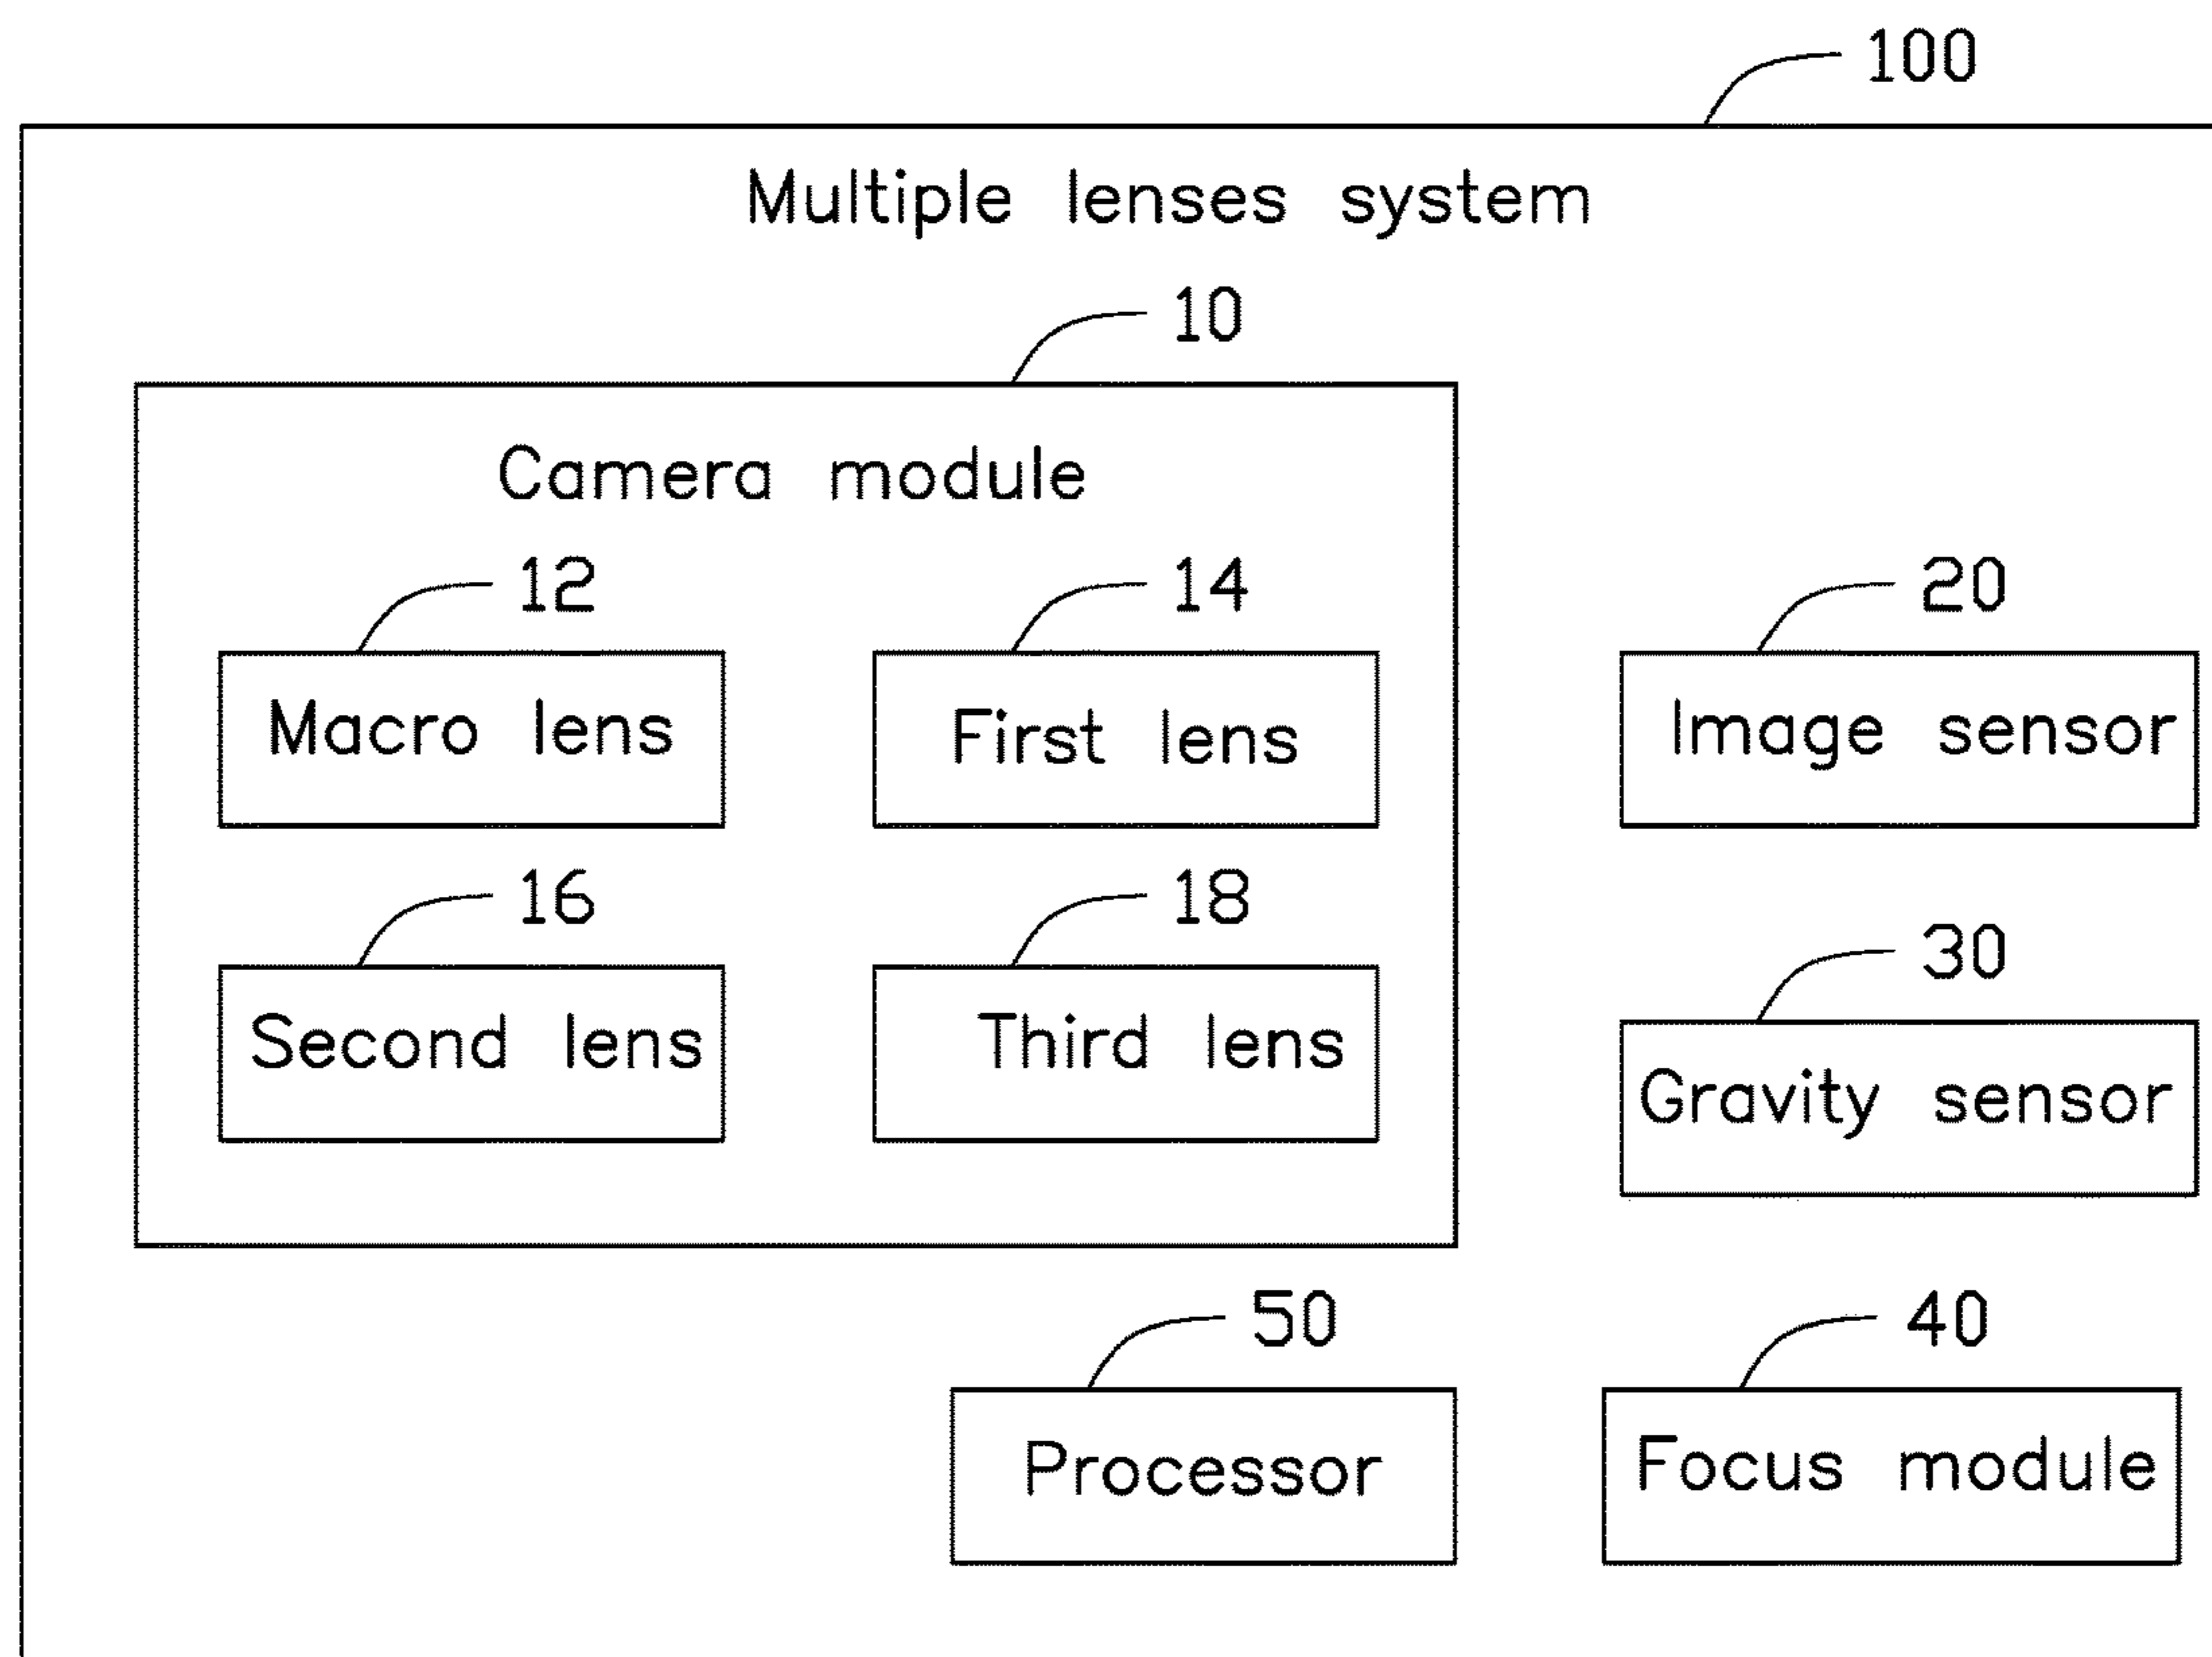 100
Multiple lenses system
10
Camera module
12
14
20
Macro lens
First lens
Image sensor
16
18
30
Second lens
Third lens
Gravity sensor
50
40
Processor
Focus module